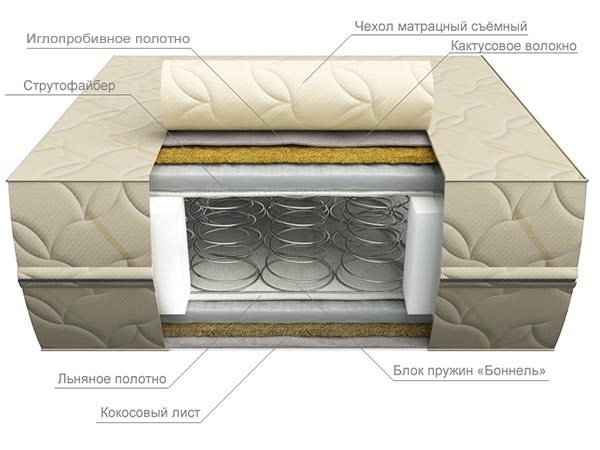 Чехол матрацный съёмный
Иглопробивное полотно
Кактусовое волокно
Струтофайбер
Льняное полотно
Блок пружин «Боннель»
Кокосовый лист